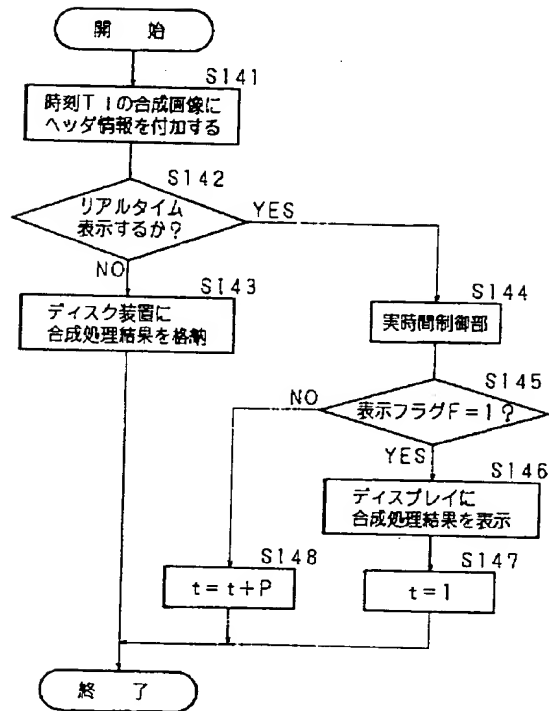 開 始
S141
時刻TIの合成画像に
ヘッダ情報を付加する
S142
リアルタイム
表示するか?
YES
NO
S143
ディスク装置に
合成処理結果を格納
S144
実時間制御部
S145
表示フラグF=1?
NO
YES
S146
ディスプレイに
合成処理結果を表示
S147
t=1
S148
t=t+P
終 了